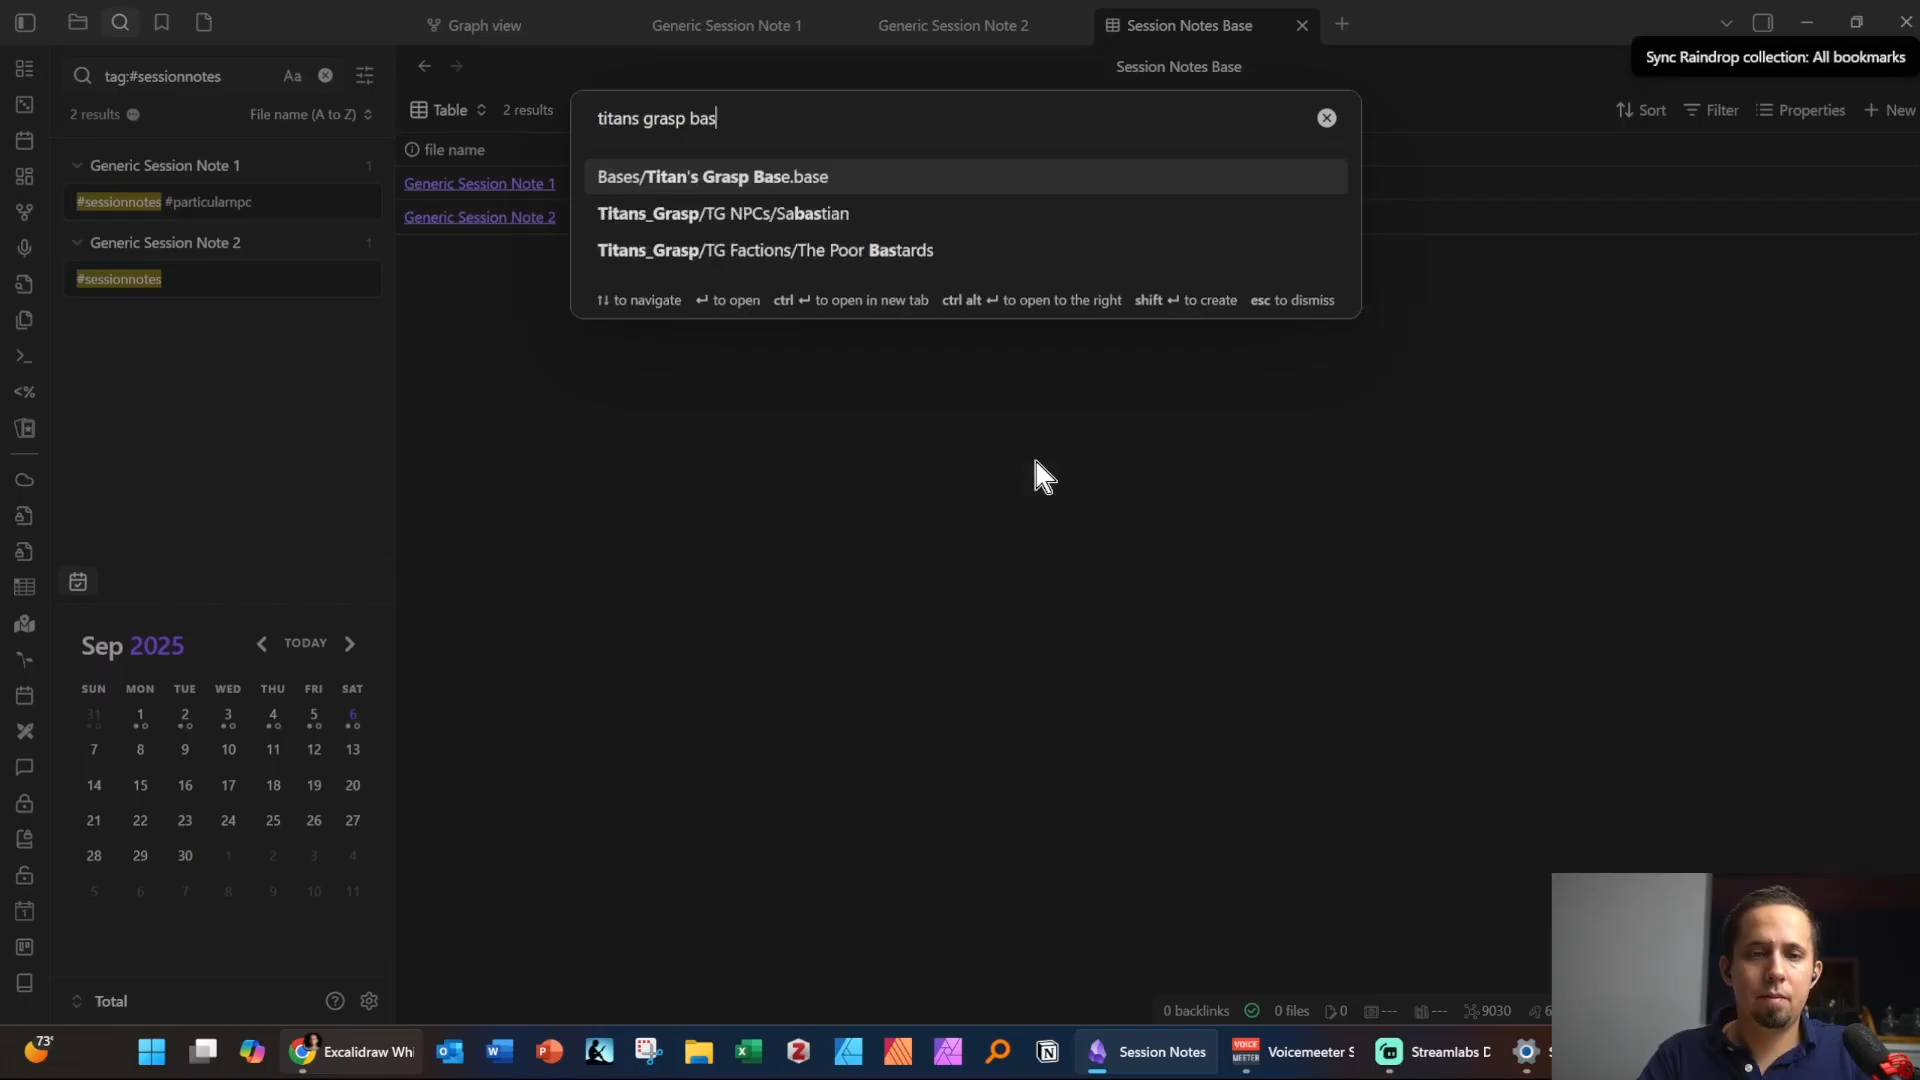 Graph view
Generic Session Note 1
Generic Session Note 2
Session Notes Base
Sync Raindrop collection: All bookmarks
tag:#sessionnotes
Aa
2 results
File name (A to Z)
Generic Session Note 1
1
#sessionnotes #particularnpc
Generic Session Note 2
1
#sessionnotes
Session Notes Base
Table
2 results
Sort
Filter
Properties
New
file name
Generic Session Note 1
Generic Session Note 2
titans grasp bas
Bases/Titan's Grasp Base.base
Titans_Grasp/TG NPCs/Sabastian
Titans_Grasp/TG Factions/The Poor Bastards
↑↓ to navigate ↵ to open ctrl ↵ to open in new tab ctrl alt ↵ to open to the right shift ↵ to create esc to dismiss
Sep 2025
TODAY
SUN MON TUE WED THU FRI SAT
31 1 2 3 4 5 6
7 8 9 10 11 12 13
14 15 16 17 18 19 20
21 22 23 24 25 26 27
28 29 30 1 2 3 4
5 6 7 8 9 10 11
Total
0 backlinks
0 files
0
---
---
9030
6
73°
Excalidraw Whi
Session Notes
VOICE MEETER
Voicemeeter S
Streamlabs D
S